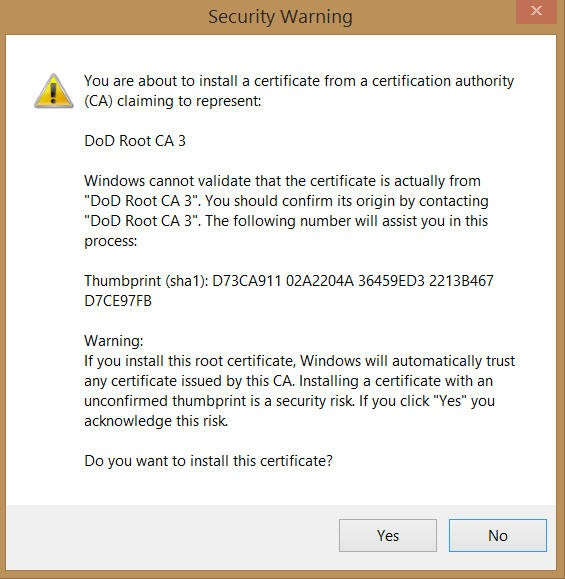 Security Warning
You are about to install a certificate from a certification authority
(CA) claiming to represent:
DoD Root CA 3
Windows cannot validate that the certificate is actually from
"DoD Root CA 3". You should confirm its origin by contacting
"DoD Root CA 3". The following number will assist you in this
process:
Thumbprint (sha1): D73CA911 02A2204A 36459ED3 2213B467
D7CE97FB
Warning:
If you install this root certificate, Windows will automatically trust
any certificate issued by this CA. Installing a certificate with an
unconfirmed thumbprint is a security risk. If you click "Yes" you
acknowledge this risk.
Do you want to install this certificate?
Yes
No